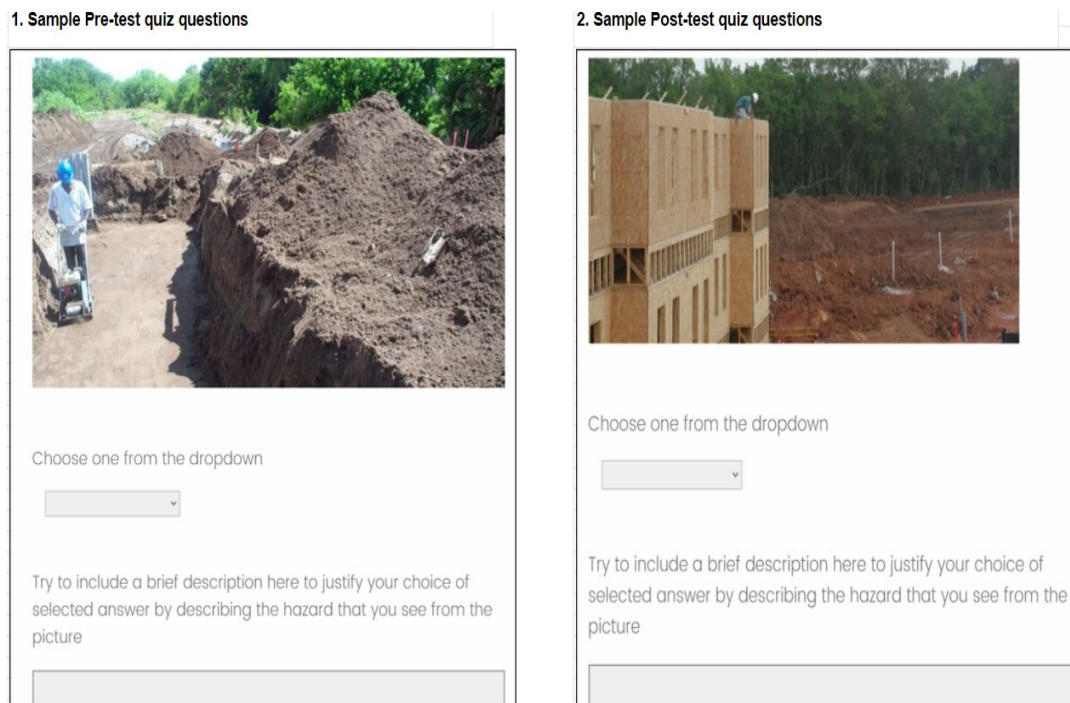 1. Sample Pre-test quiz questions
Choose one from the dropdown
Try to include a brief description here to justify your choice of
selected answer by describing the hazard that you see from the
picture
2. Sample Post-test quiz questions
Choose one from the dropdown
Try to include a brief description here to justify your choice of
selected answer by describing the hazard that you see from the
picture